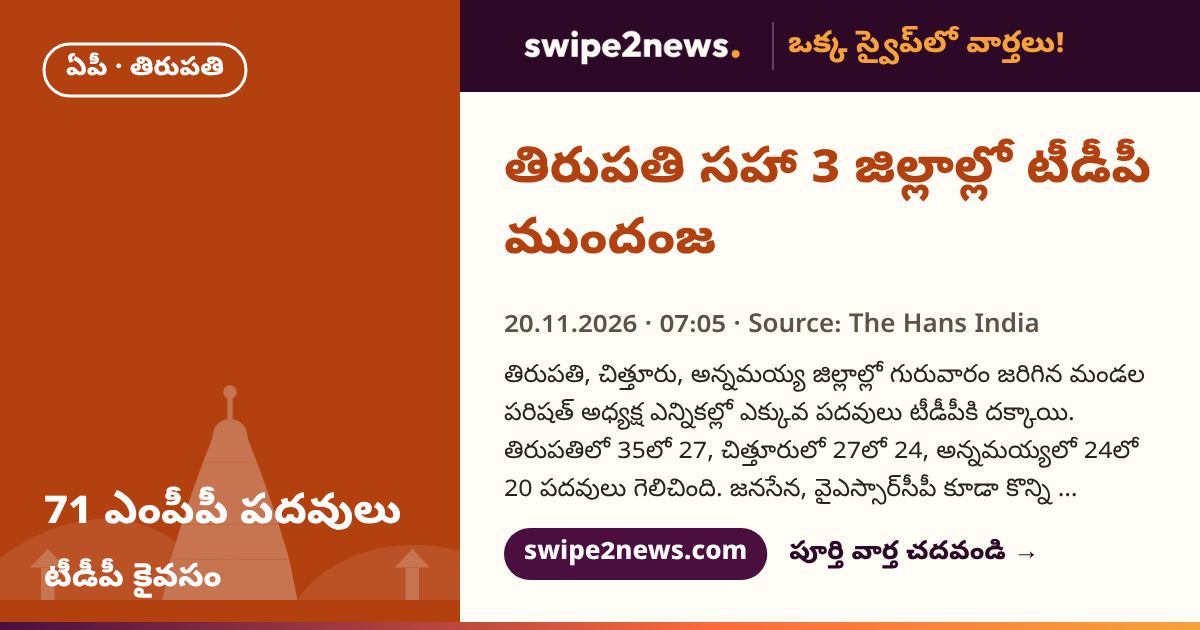 ఏపీ · తిరుపతి
71 ఎంపీపీ పదవులు
టీడీపీ కైవసం
swipe2news.
ఒక్క స్వైప్‌లో వార్తలు!
తిరుపతి సహా 3 జిల్లాల్లో టీడీపీ
ముందంజ
20.11.2026 · 07:05 · Source: The Hans India
తిరుపతి, చిత్తూరు, అన్నమయ్య జిల్లాల్లో గురువారం జరిగిన మండల
పరిషత్ అధ్యక్ష ఎన్నికల్లో ఎక్కువ పదవులు టీడీపీకి దక్కాయి.
తిరుపతిలో 35లో 27, చిత్తూరులో 27లో 24, అన్నమయ్యలో 24లో
20 పదవులు గెలిచింది. జనసేన, వైఎస్సార్‌సీపీ కూడా కొన్ని ...
swipe2news.com
పూర్తి వార్త చదవండి →